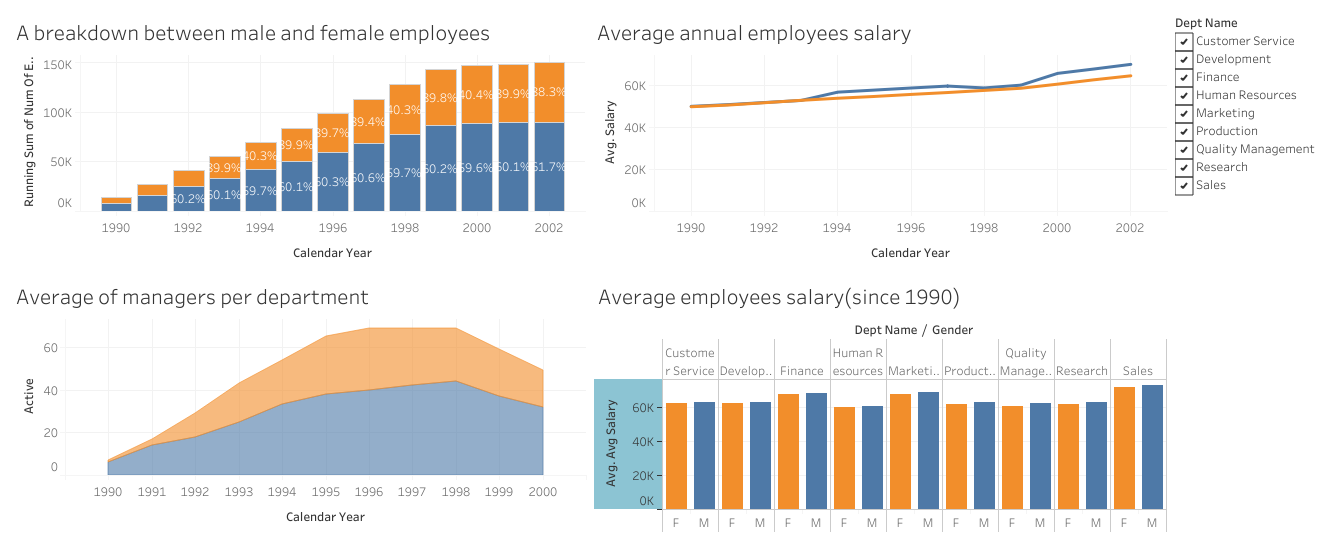 A breakdown between male and female employees
Running Sum of Num Of E..
150K
100K
50K
0K
39.9%
40.3%
39.9%
39.7%
39.4%
40.3%
39.8%
40.4%
39.9%
38.3%
60.2%
60.1%
59.7%
60.1%
60.3%
60.6%
59.7%
60.2%
59.6%
60.1%
61.7%
1990
1992
1994
1996
1998
2000
2002
Calendar Year
Average annual employees salary
Avg. Salary
60K
40K
20K
0K
1990
1992
1994
1996
1998
2000
2002
Calendar Year
Dept Name
Customer Service
Development
Finance
Human Resources
Marketing
Production
Quality Management
Research
Sales
Average of managers per department
Active
60
40
20
0
1990
1991
1992
1993
1994
1995
1996
1997
1998
1999
2000
Calendar Year
Average employees salary(since 1990)
Dept Name / Gender
Custome
r Service
Develop..
Finance
Human R
esources
Marketi..
Product..
Quality
Manage..
Research
Sales
Avg. Avg Salary
60K
40K
20K
0K
F M F M F M F M F M F M F M F M F M